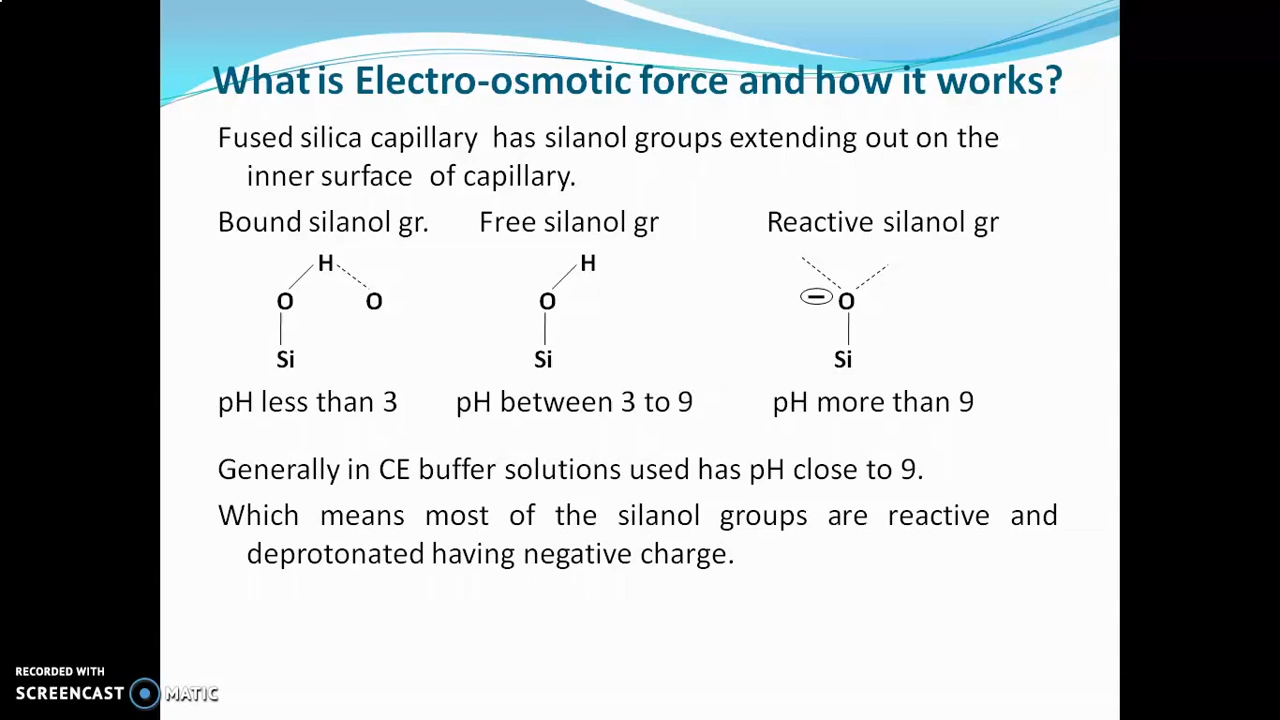 What is Electro-osmotic force and how it works?
Fused silica capillary has silanol groups extending out on the
inner surface of capillary.
Bound silanol gr. Free silanol gr Reactive silanol gr
H H
O O O − O
Si Si Si
pH less than 3 pH between 3 to 9 pH more than 9
Generally in CE buffer solutions used has pH close to 9.
Which means most of the silanol groups are reactive and
deprotonated having negative charge.
RECORDED WITH
SCREENCAST MATIC